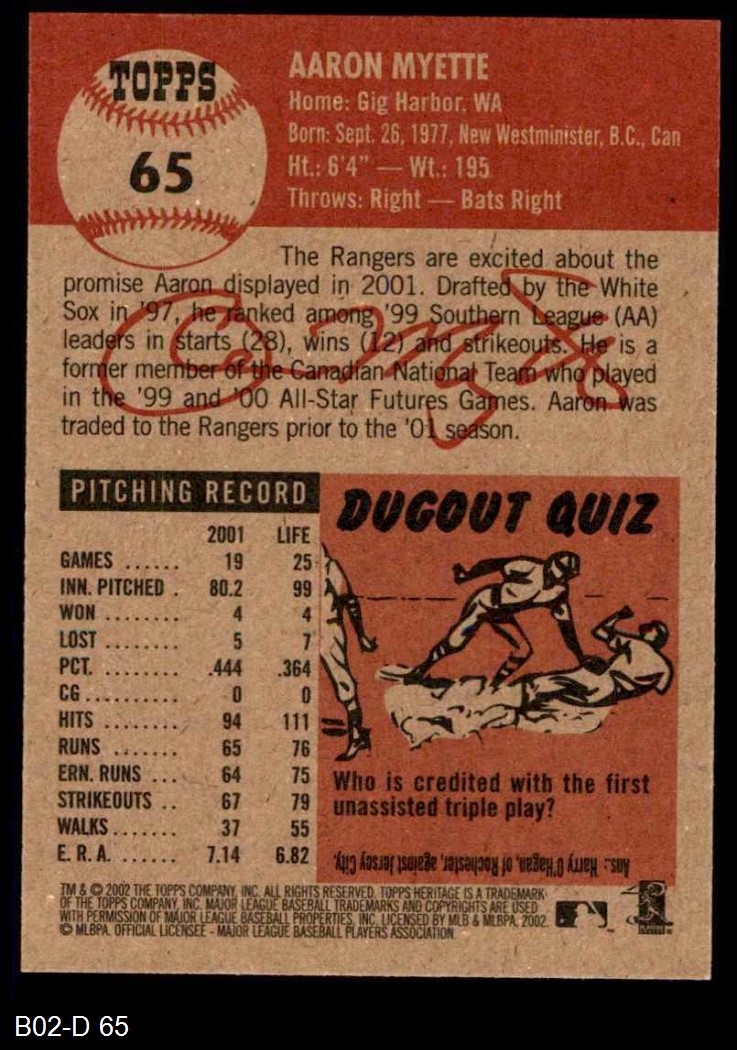 TOPPS
65
AARON MYETTE
Home: Gig Harbor, WA
Born: Sept. 26, 1977, New Westminister, B.C., Can
Ht.: 6'4" — Wt.: 195
Throws: Right — Bats Right
The Rangers are excited about the
promise Aaron displayed in 2001. Drafted by the White
Sox in '97, he ranked among '99 Southern League (AA)
leaders in starts (28), wins (12) and strikeouts. He is a
former member of the Canadian National Team who played
in the '99 and '00 All-Star Futures Games. Aaron was
traded to the Rangers prior to the '01 season.
PITCHING RECORD
2001 LIFE
GAMES ...... 19 25
INN. PITCHED . 80.2 99
WON ........ 4 4
LOST ........ 5 7
PCT. ........ .444 .364
CG .......... 0 0
HITS ........ 94 111
RUNS ....... 65 76
ERN. RUNS ... 64 75
STRIKEOUTS .. 67 79
WALKS ....... 37 55
E. R. A. ...... 7.14 6.82
DUGOUT QUIZ
Who is credited with the first
unassisted triple play?
Ans.: Harry O'Hagan, of Rochester, against Jersey City.
TM & © 2002 THE TOPPS COMPANY, INC. ALL RIGHTS RESERVED. TOPPS HERITAGE IS A TRADEMARK
OF THE TOPPS COMPANY, INC. MAJOR LEAGUE BASEBALL TRADEMARKS AND COPYRIGHTS ARE USED
WITH PERMISSION OF MAJOR LEAGUE BASEBALL PROPERTIES, INC. LICENSED BY MLB & MLBPA, 2002.
© MLBPA. OFFICIAL LICENSEE - MAJOR LEAGUE BASEBALL PLAYERS ASSOCIATION
B02-D 65